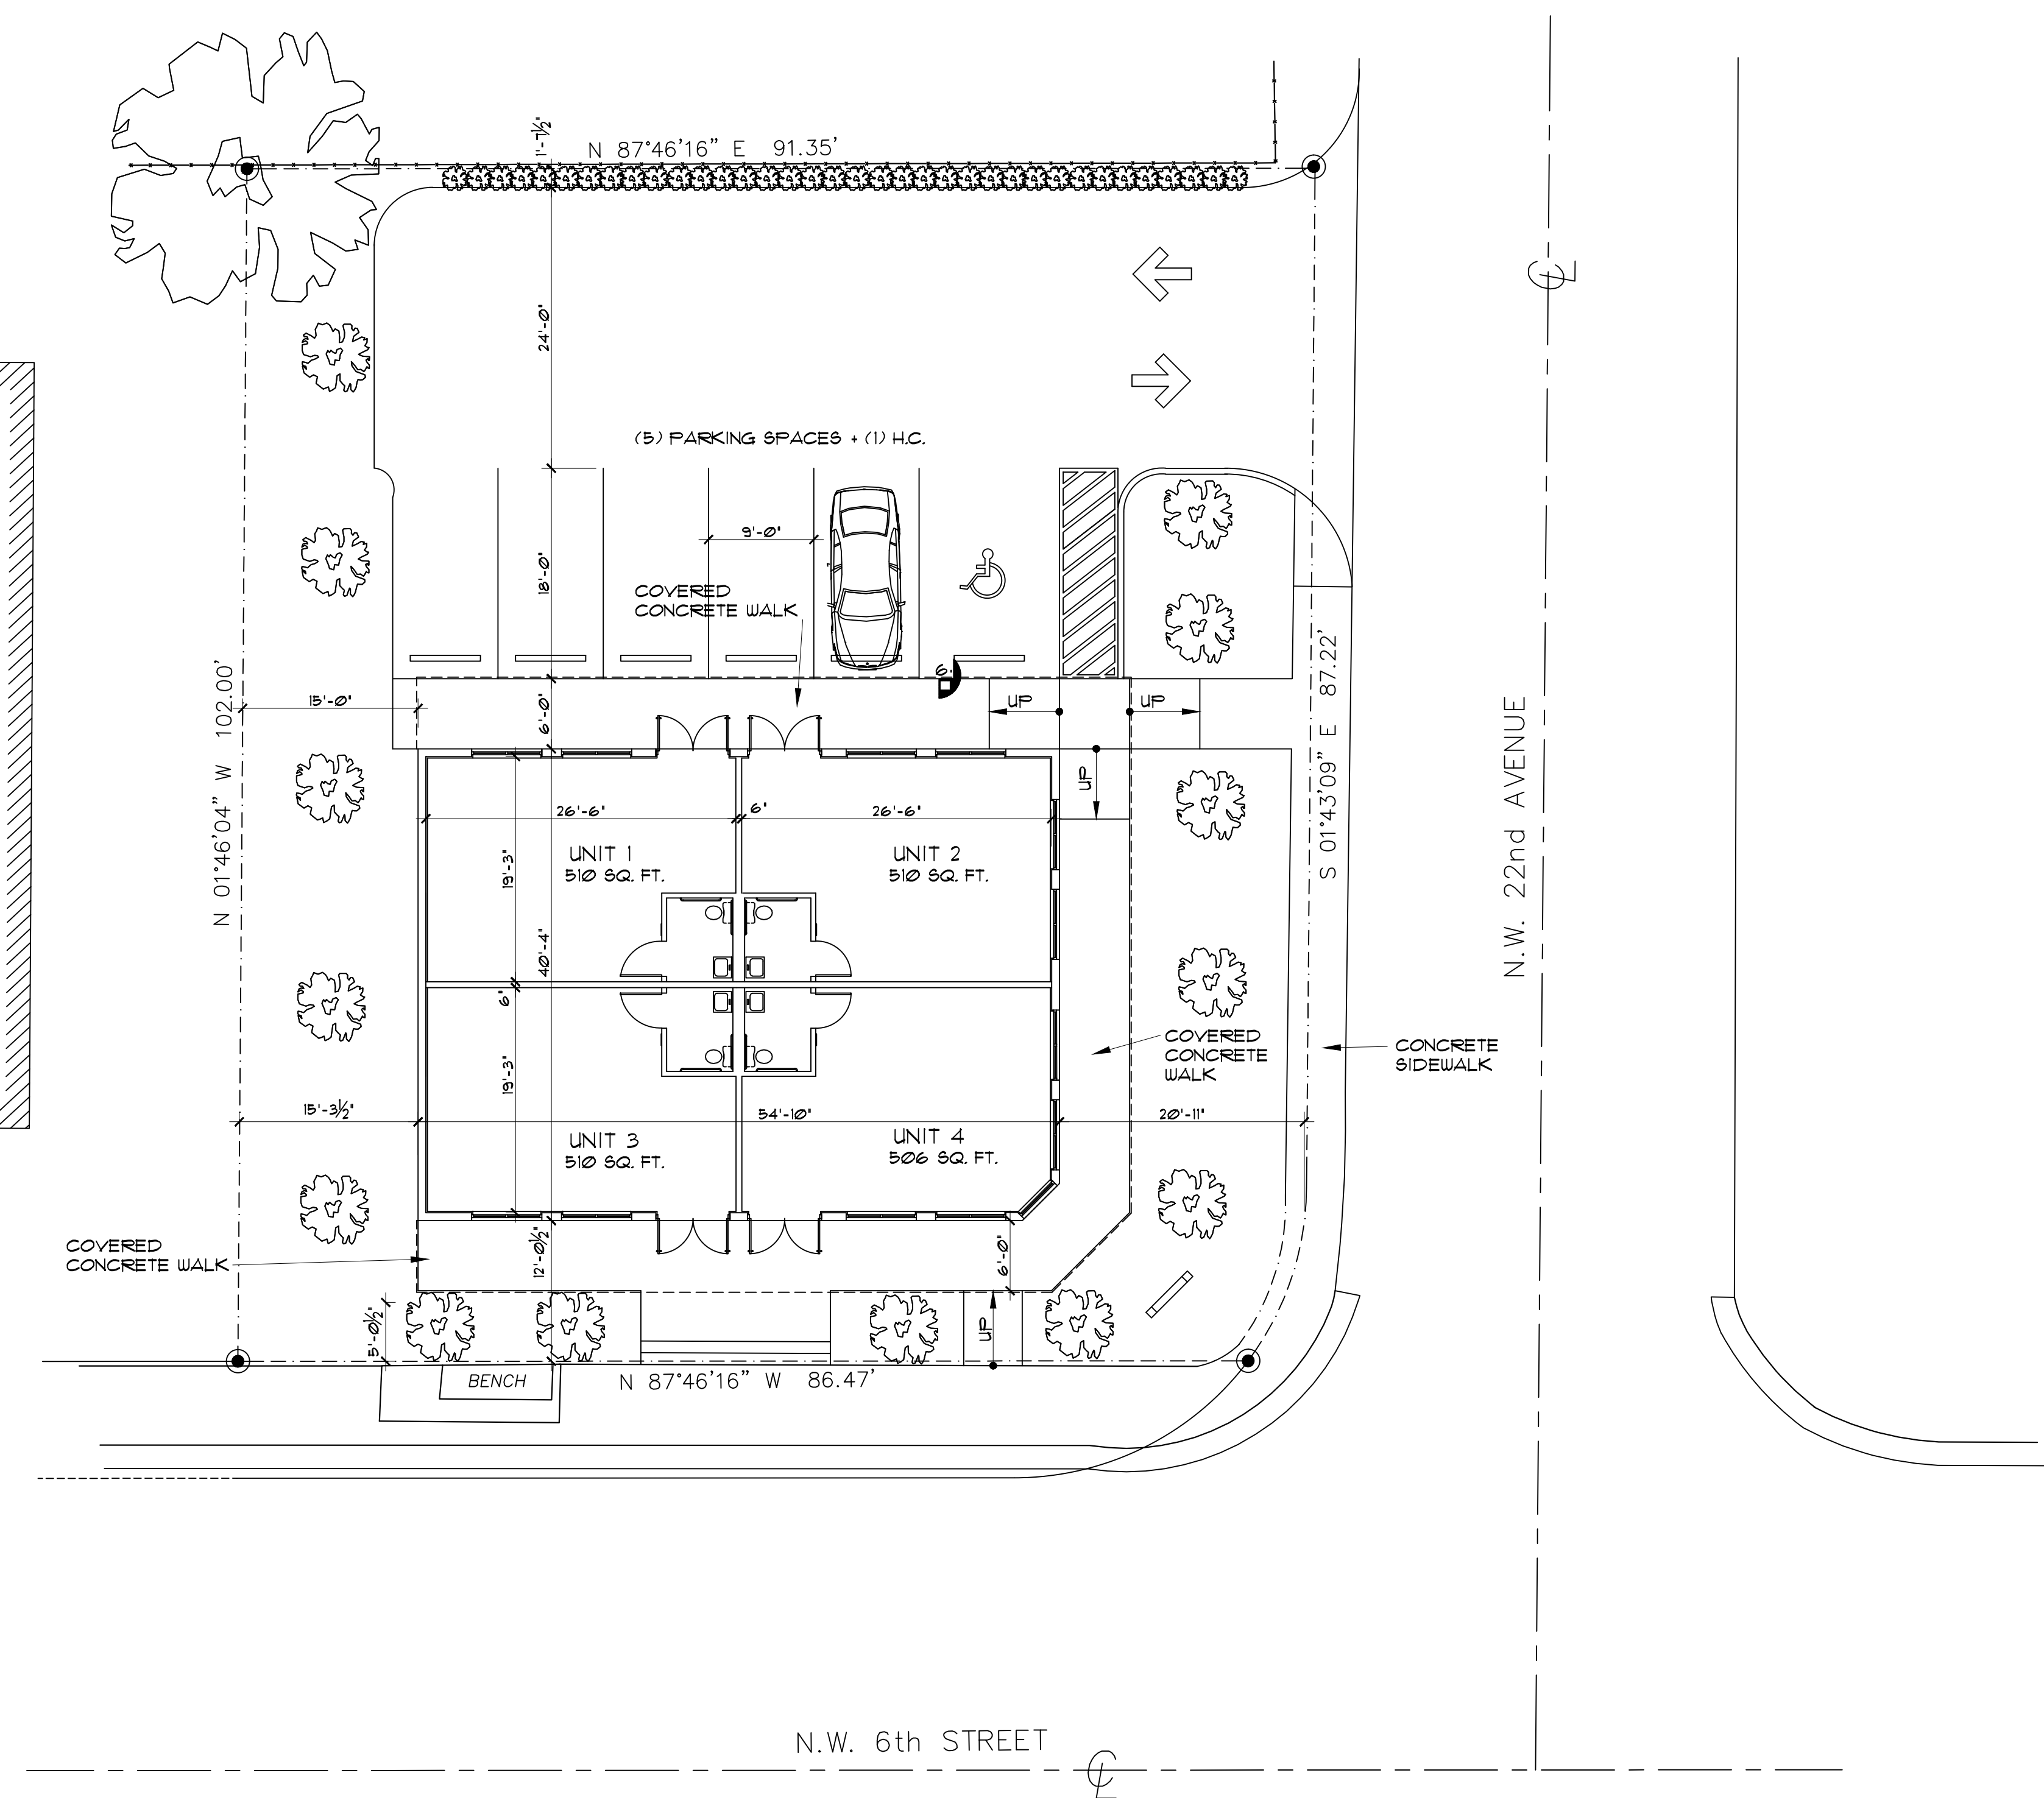 1'-7½"
N 87°46'16" E 91.35'
24'-0"
(5) PARKING SPACES + (1) H.C.
9'-0"
18'-0"
COVERED
CONCRETE WALK
6.
N 01°46'04" W 102.00'
15'-0"
6'-0"
UP
UP
UP
S 01°43'09" E 87.22'
N.W. 22nd AVENUE
26'-6"
6"
26'-6"
UNIT 1
510 SQ. FT.
UNIT 2
510 SQ. FT.
19'-3"
40'-4"
6"
19'-3"
COVERED
CONCRETE
WALK
CONCRETE
SIDEWALK
15'-3½"
54'-10"
20'-11"
UNIT 3
510 SQ. FT.
UNIT 4
506 SQ. FT.
COVERED
CONCRETE WALK
12'-0½"
6'-0"
5'-0½"
UP
BENCH
N 87°46'16" W 86.47'
N.W. 6th STREET